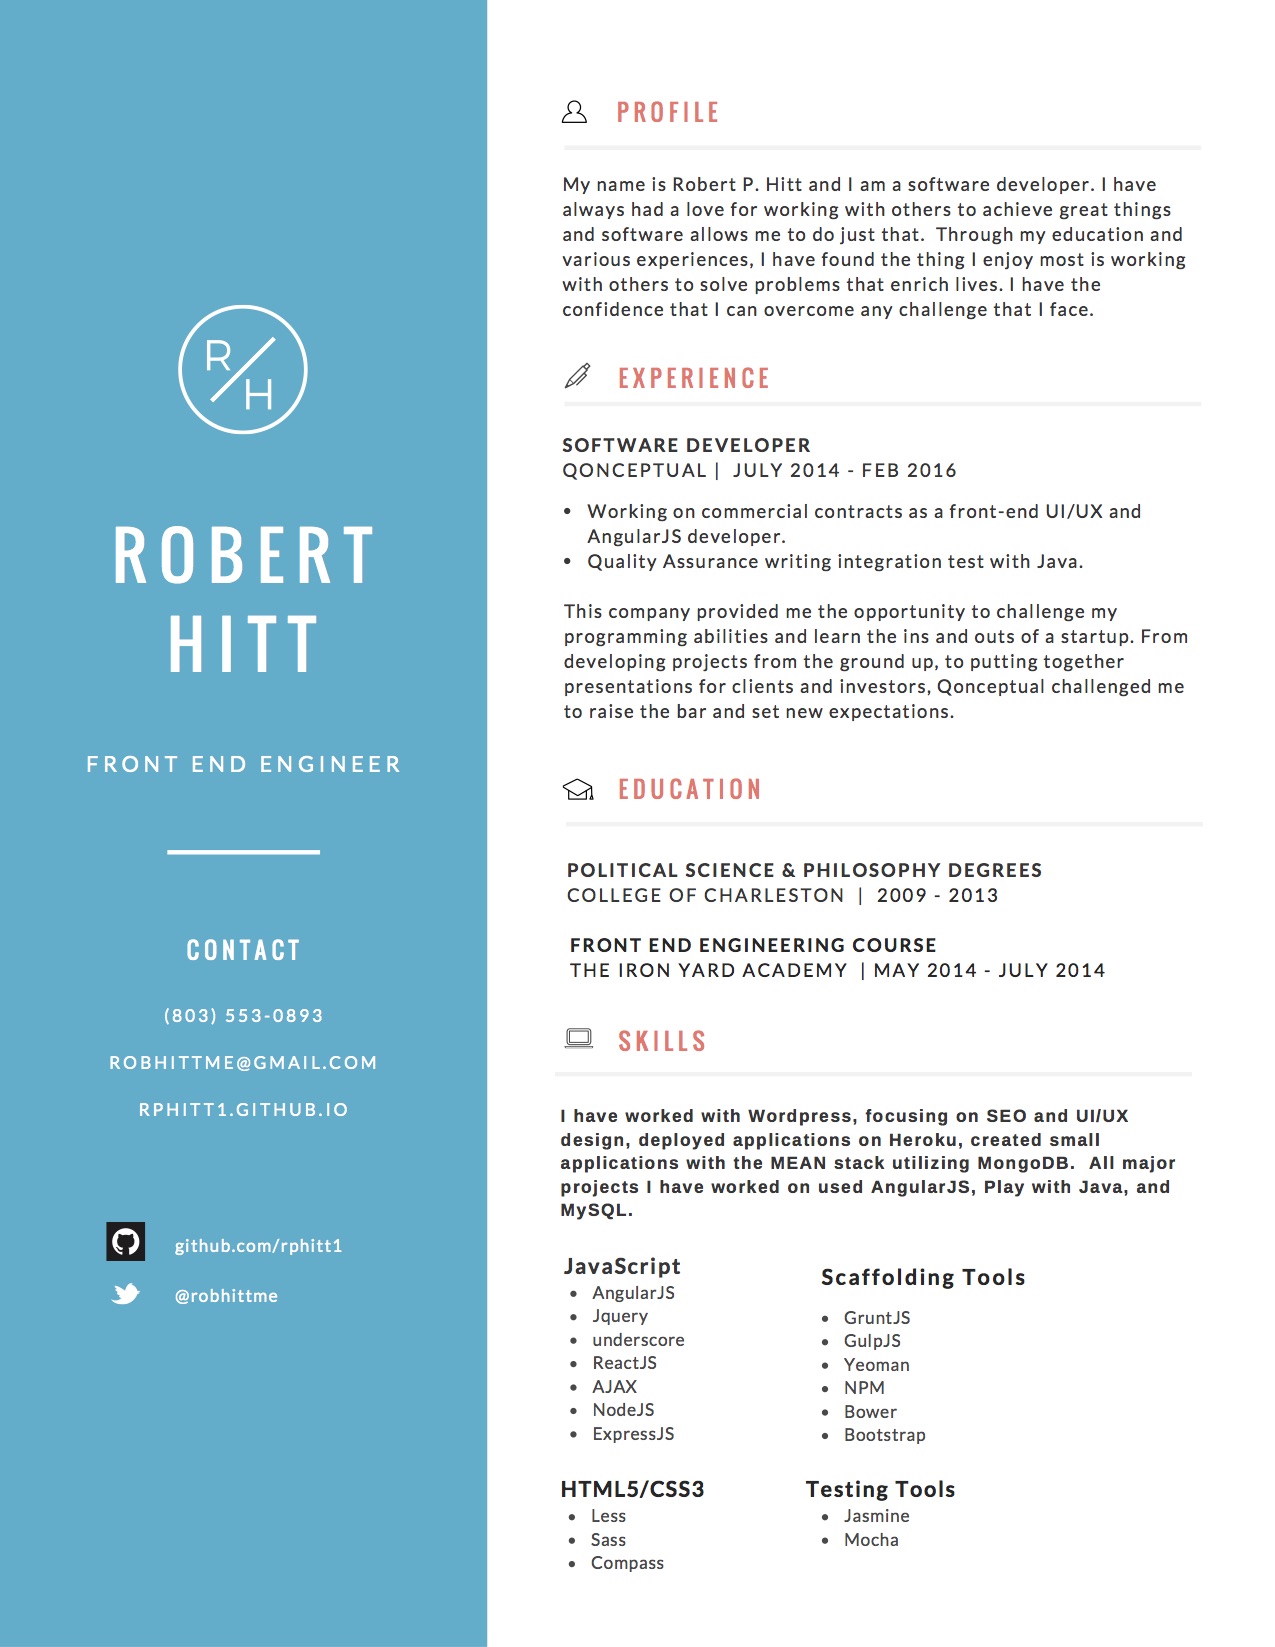 R
H
ROBERT
HITT
FRONT END ENGINEER
CONTACT
(803) 553-0893
ROBHITTME@GMAIL.COM
RPHITT1.GITHUB.IO
github.com/rphitt1
@robhittme
PROFILE
My name is Robert P. Hitt and I am a software developer. I have
always had a love for working with others to achieve great things
and software allows me to do just that.  Through my education and
various experiences, I have found the thing I enjoy most is working
with others to solve problems that enrich lives. I have the
confidence that I can overcome any challenge that I face.
EXPERIENCE
SOFTWARE DEVELOPER
QONCEPTUAL |  JULY 2014 - FEB 2016
• Working on commercial contracts as a front-end UI/UX and
AngularJS developer.
• Quality Assurance writing integration test with Java.
This company provided me the opportunity to challenge my
programming abilities and learn the ins and outs of a startup. From
developing projects from the ground up, to putting together
presentations for clients and investors, Qonceptual challenged me
to raise the bar and set new expectations.
EDUCATION
POLITICAL SCIENCE & PHILOSOPHY DEGREES
COLLEGE OF CHARLESTON  |  2009 - 2013
FRONT END ENGINEERING COURSE
THE IRON YARD ACADEMY  | MAY 2014 - JULY 2014
SKILLS
I have worked with Wordpress, focusing on SEO and UI/UX
design, deployed applications on Heroku, created small
applications with the MEAN stack utilizing MongoDB.  All major
projects I have worked on used AngularJS, Play with Java, and
MySQL.
JavaScript
• AngularJS
• Jquery
• underscore
• ReactJS
• AJAX
• NodeJS
• ExpressJS
Scaffolding Tools
• GruntJS
• GulpJS
• Yeoman
• NPM
• Bower
• Bootstrap
HTML5/CSS3
• Less
• Sass
• Compass
Testing Tools
• Jasmine
• Mocha